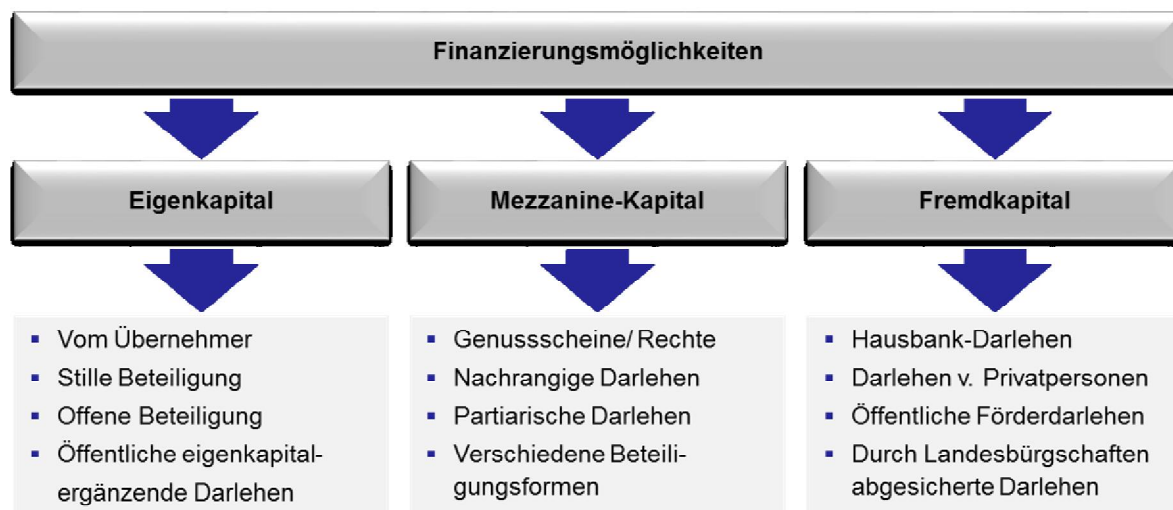 Finanzierungsmöglichkeiten
Eigenkapital
Mezzanine-Kapital
Fremdkapital
▪ Vom Übernehmer
▪ Stille Beteiligung
▪ Offene Beteiligung
▪ Öffentliche eigenkapital-
ergänzende Darlehen
▪ Genussscheine/ Rechte
▪ Nachrangige Darlehen
▪ Partiarische Darlehen
▪ Verschiedene Beteili-
gungsformen
▪ Hausbank-Darlehen
▪ Darlehen v. Privatpersonen
▪ Öffentliche Förderdarlehen
▪ Durch Landesbürgschaften
abgesicherte Darlehen